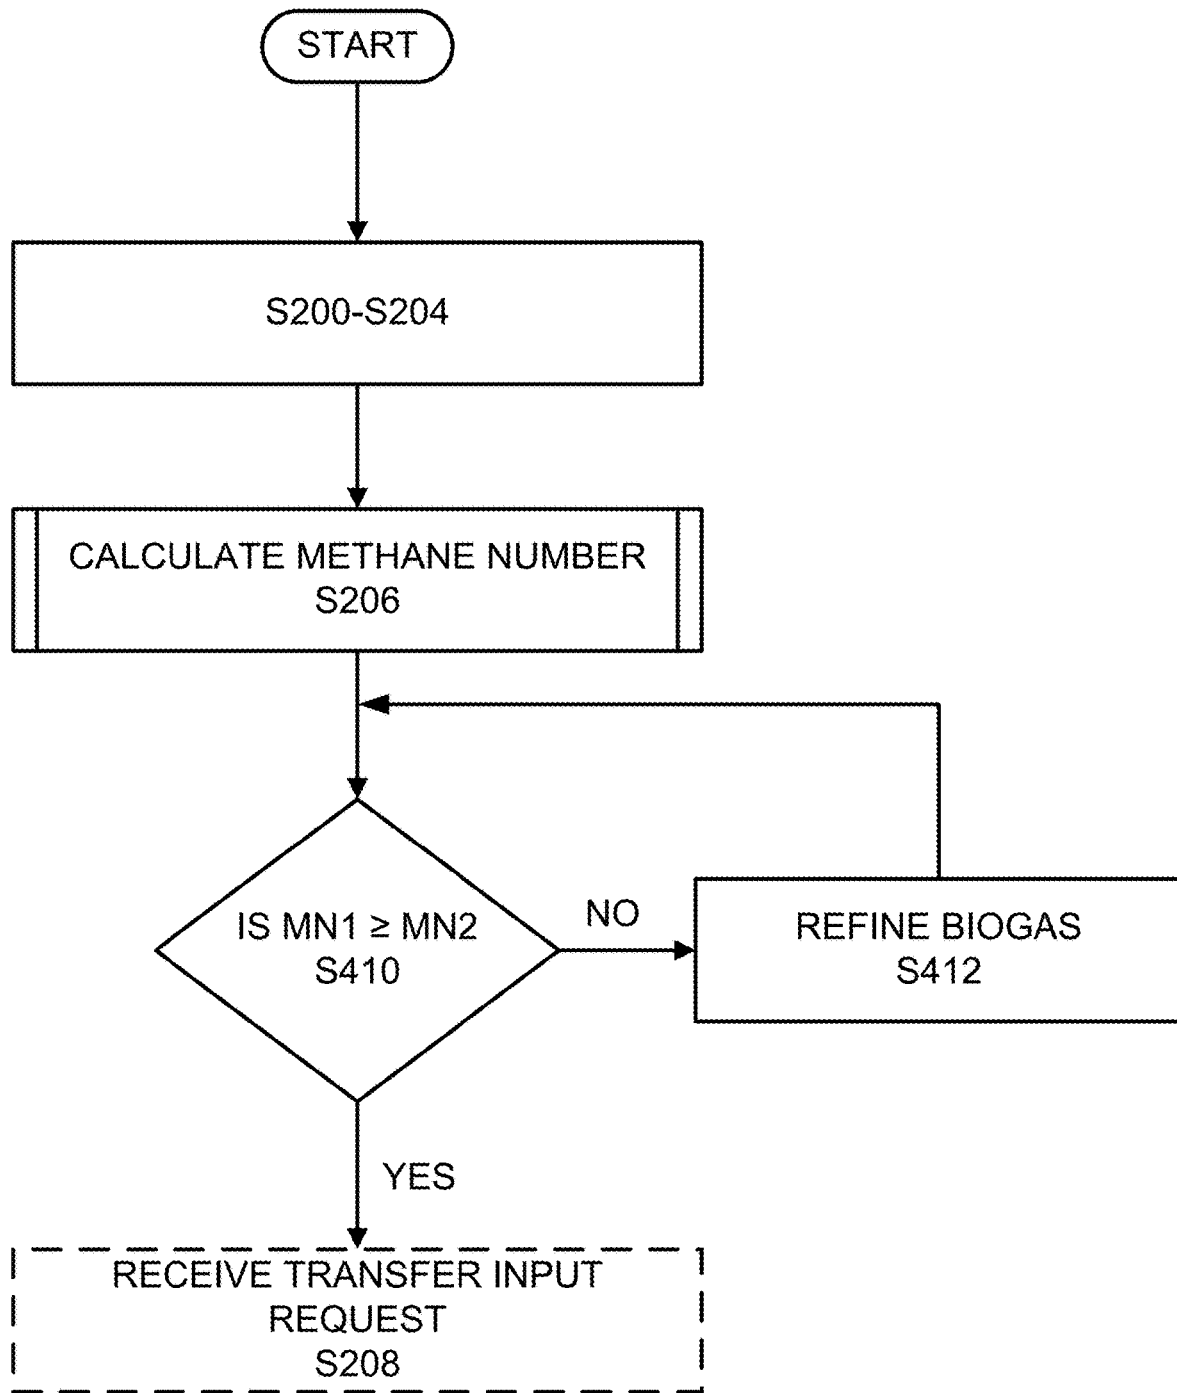 START
S200-S204
CALCULATE METHANE NUMBER
S206
IS MN1 ≥ MN2
S410
NO
REFINE BIOGAS
S412
YES
RECEIVE TRANSFER INPUT
REQUEST
S208